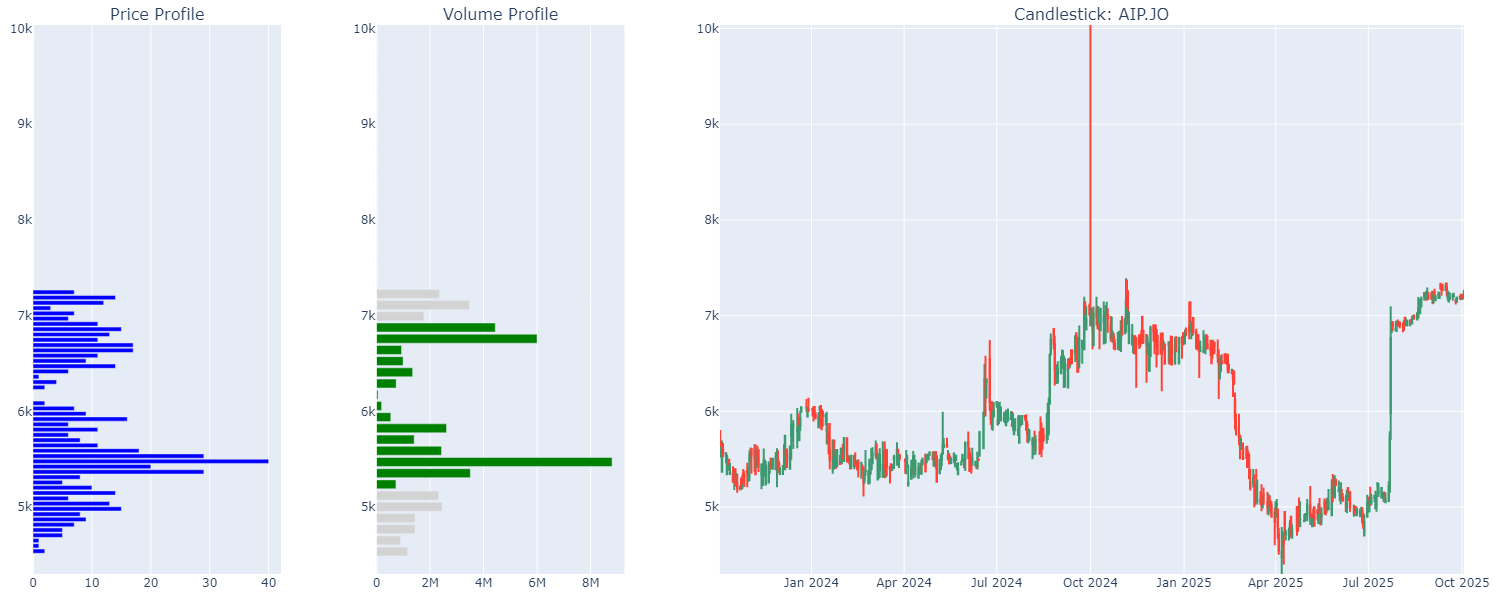 Price Profile
Volume Profile
Candlestick: AIP.JO
10k
9k
8k
7k
6k
5k
0
10
20
30
40
10k
9k
8k
7k
6k
5k
0
2M
4M
6M
8M
10k
9k
8k
7k
6k
5k
Jan 2024
Apr 2024
Jul 2024
Oct 2024
Jan 2025
Apr 2025
Jul 2025
Oct 2025